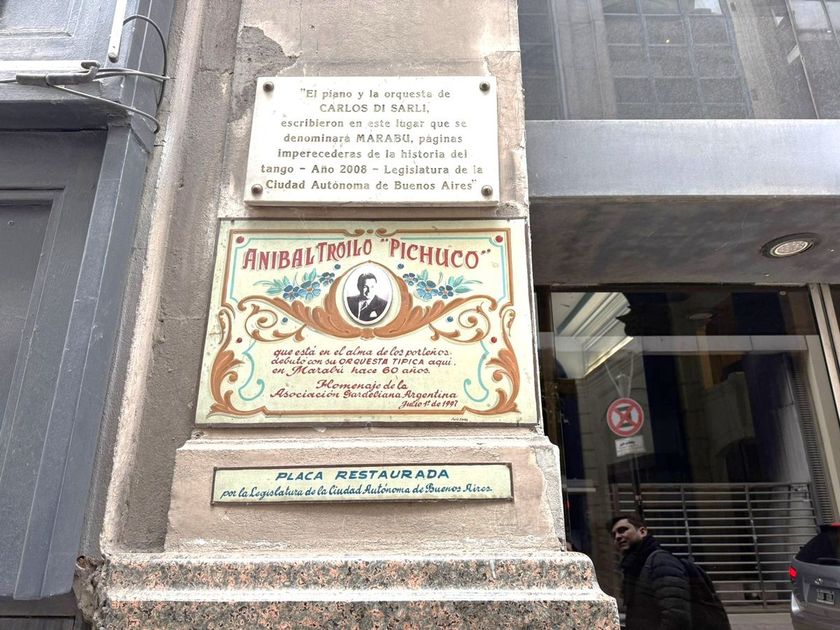 "El piano y la orquesta de
CARLOS DI SARLI,
escribieron en este lugar que se
denominará MARABÚ, páginas
imperecederas de la historia del
tango - Año 2008 - Legislatura de la
Ciudad Autónoma de Buenos Aires"
ANIBAL TROILO "PICHUCO"
que está en el alma de los porteños
debutó con su ORQUESTA TIPICA aquí,
en Marabú hace 60 años.
Homenaje de la
Asociación Gardeliana Argentina
Julio 1º de 1997
PLACA RESTAURADA
por la Legislatura de la Ciudad Autónoma de Buenos Aires.